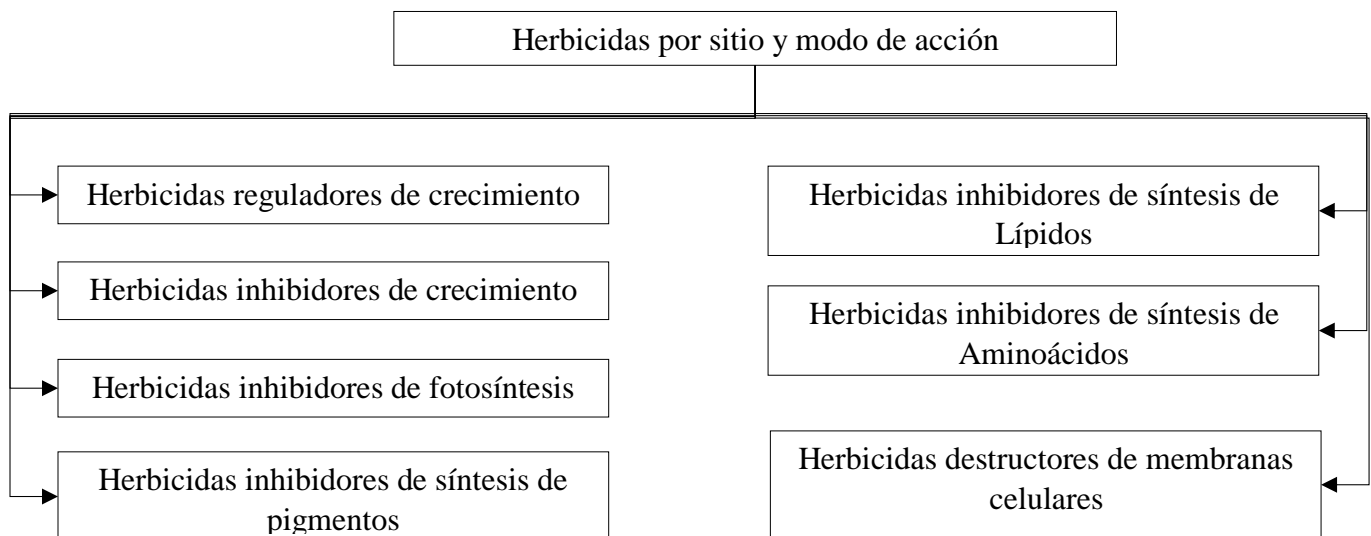 Herbicidas por sitio y modo de acción
Herbicidas reguladores de crecimiento
Herbicidas inhibidores de crecimiento
Herbicidas inhibidores de fotosíntesis
Herbicidas inhibidores de síntesis de
pigmentos
Herbicidas inhibidores de síntesis de
Lípidos
Herbicidas inhibidores de síntesis de
Aminoácidos
Herbicidas destructores de membranas
celulares